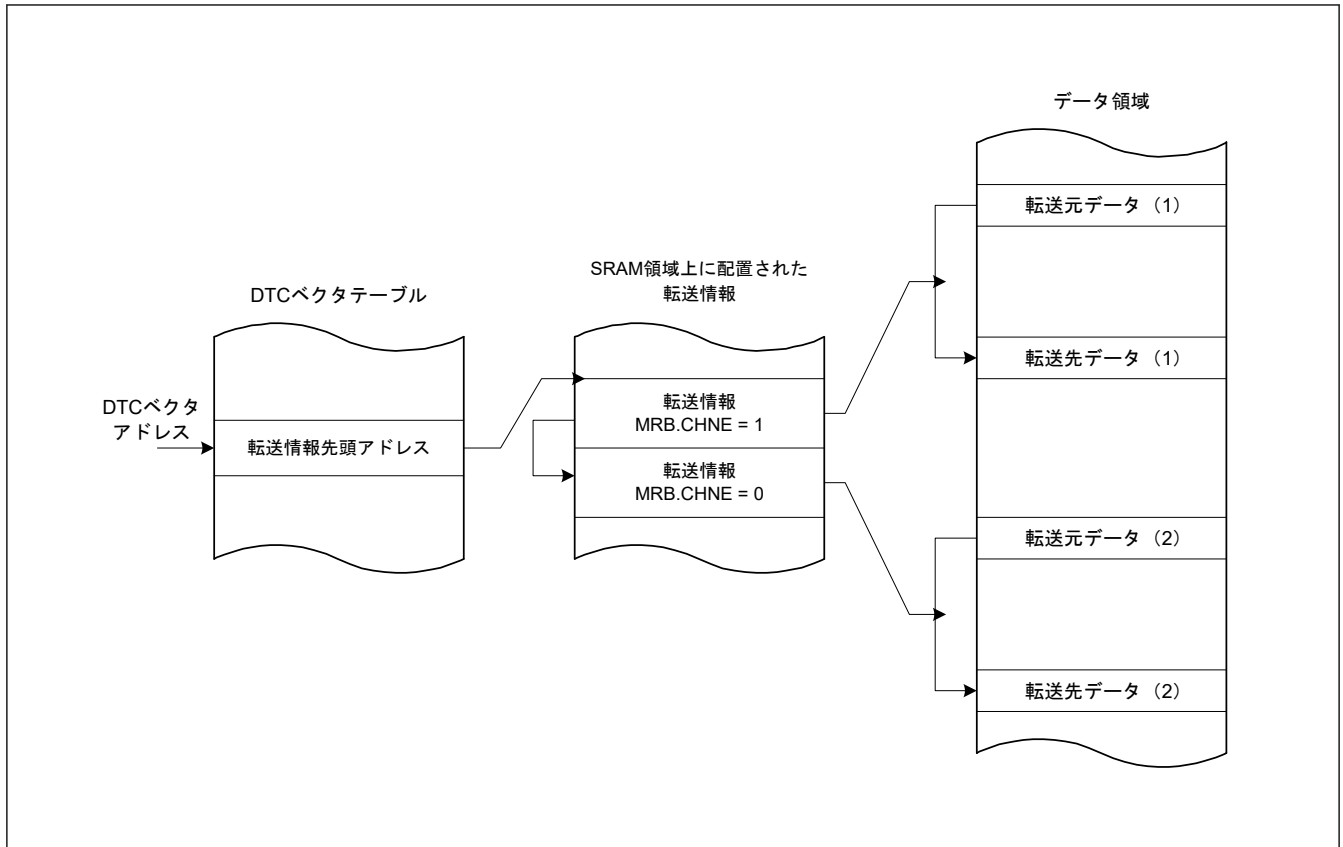 DTCベクタ
アドレス
DTCベクタテーブル
転送情報先頭アドレス
SRAM領域上に配置された
転送情報
転送情報
MRB.CHNE = 1
転送情報
MRB.CHNE = 0
データ領域
転送元データ（1）
転送先データ（1）
転送元データ（2）
転送先データ（2）